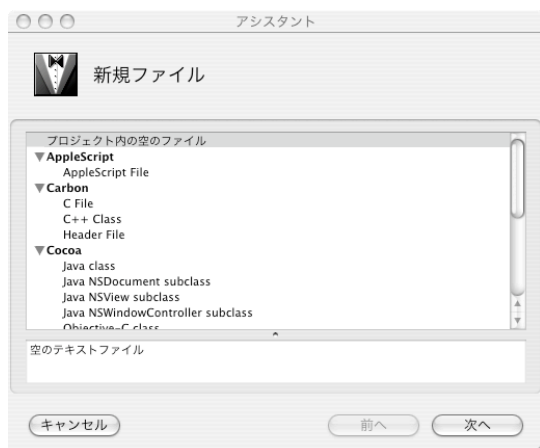 アシスタント
新規ファイル
プロジェクト内の空のファイル
AppleScript
AppleScript File
Carbon
C File
C++ Class
Header File
Cocoa
Java class
Java NSDocument subclass
Java NSView subclass
Java NSWindowController subclass
Objective-C class
空のテキストファイル
キャンセル
前へ
次へ